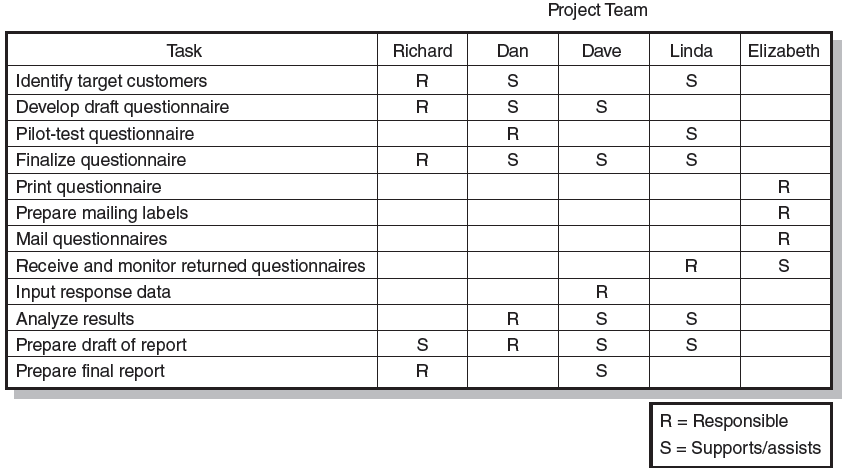 Project Team
Task Richard Dan Dave Linda Elizabeth
Identify target customers R S S
Develop draft questionnaire R S S
Pilot-test questionnaire R S
Finalize questionnaire R S S S
Print questionnaire R
Prepare mailing labels R
Mail questionnaires R
Receive and monitor returned questionnaires R S
Input response data R
Analyze results R S S
Prepare draft of report S R S S
Prepare final report R S
R = Responsible
S = Supports/assists